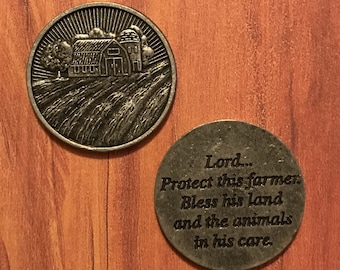 Lord...
Protect this farmer.
Bless his land
and the animals
in his care.